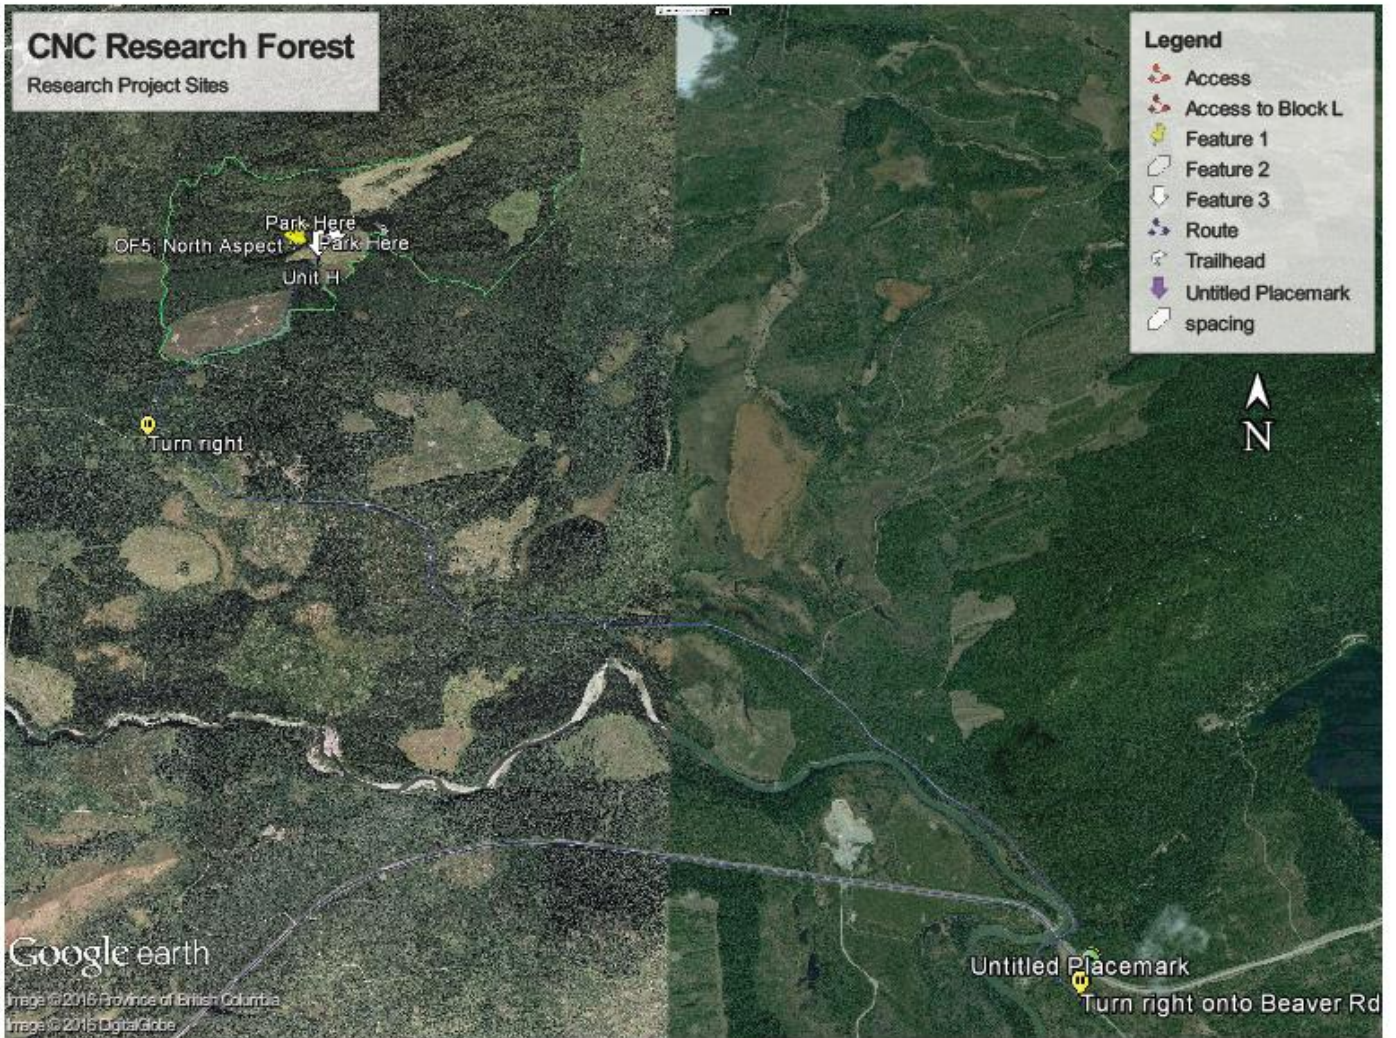 CNC Research Forest
Research Project Sites
Legend
Access
Access to Block L
Feature 1
Feature 2
Feature 3
Route
Trailhead
Untitled Placemark
spacing
N
Park Here
OF5, North Aspect
Park Here
Unit H
Turn right
Untitled Placemark
Turn right onto Beaver Rd
Google earth
Image © 2016 Province of British Columbia
Image © 2016 DigitalGlobe